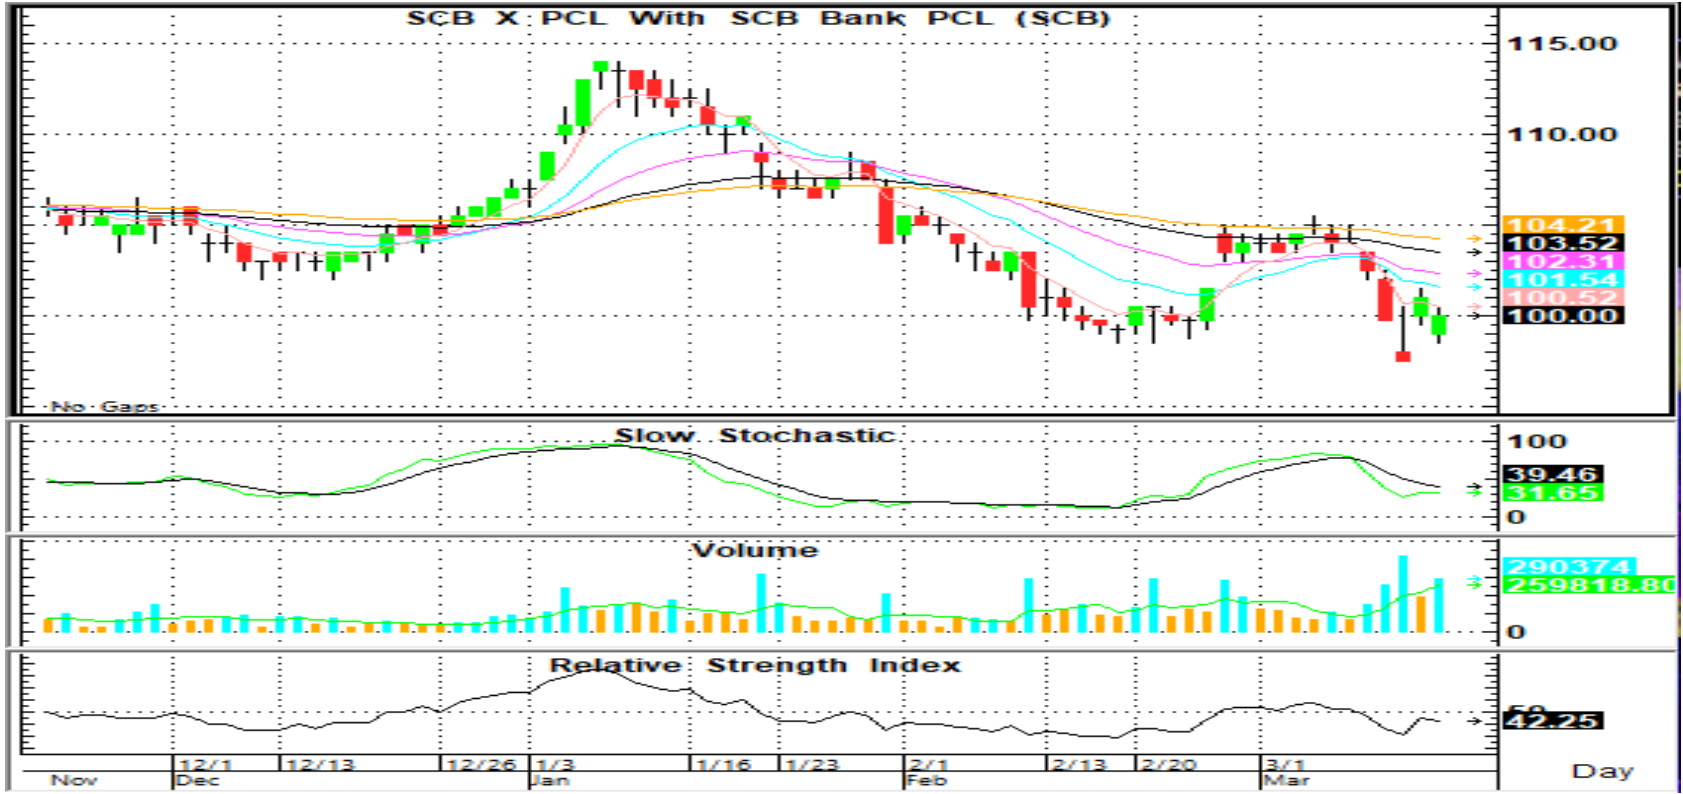 SCB X PCL With SCB Bank PCL (SCB)
115.00
110.00
104.21
103.52
102.31
101.54
100.52
100.00
No Gaps
Slow Stochastic
100
39.46
31.65
0
Volume
290374
259818.80
0
Relative Strength Index
50
42.25
12/1 12/13 12/26 1/3 1/16 1/23 2/1 2/13 2/20 3/1
Nov Dec Jan Feb Mar
Day